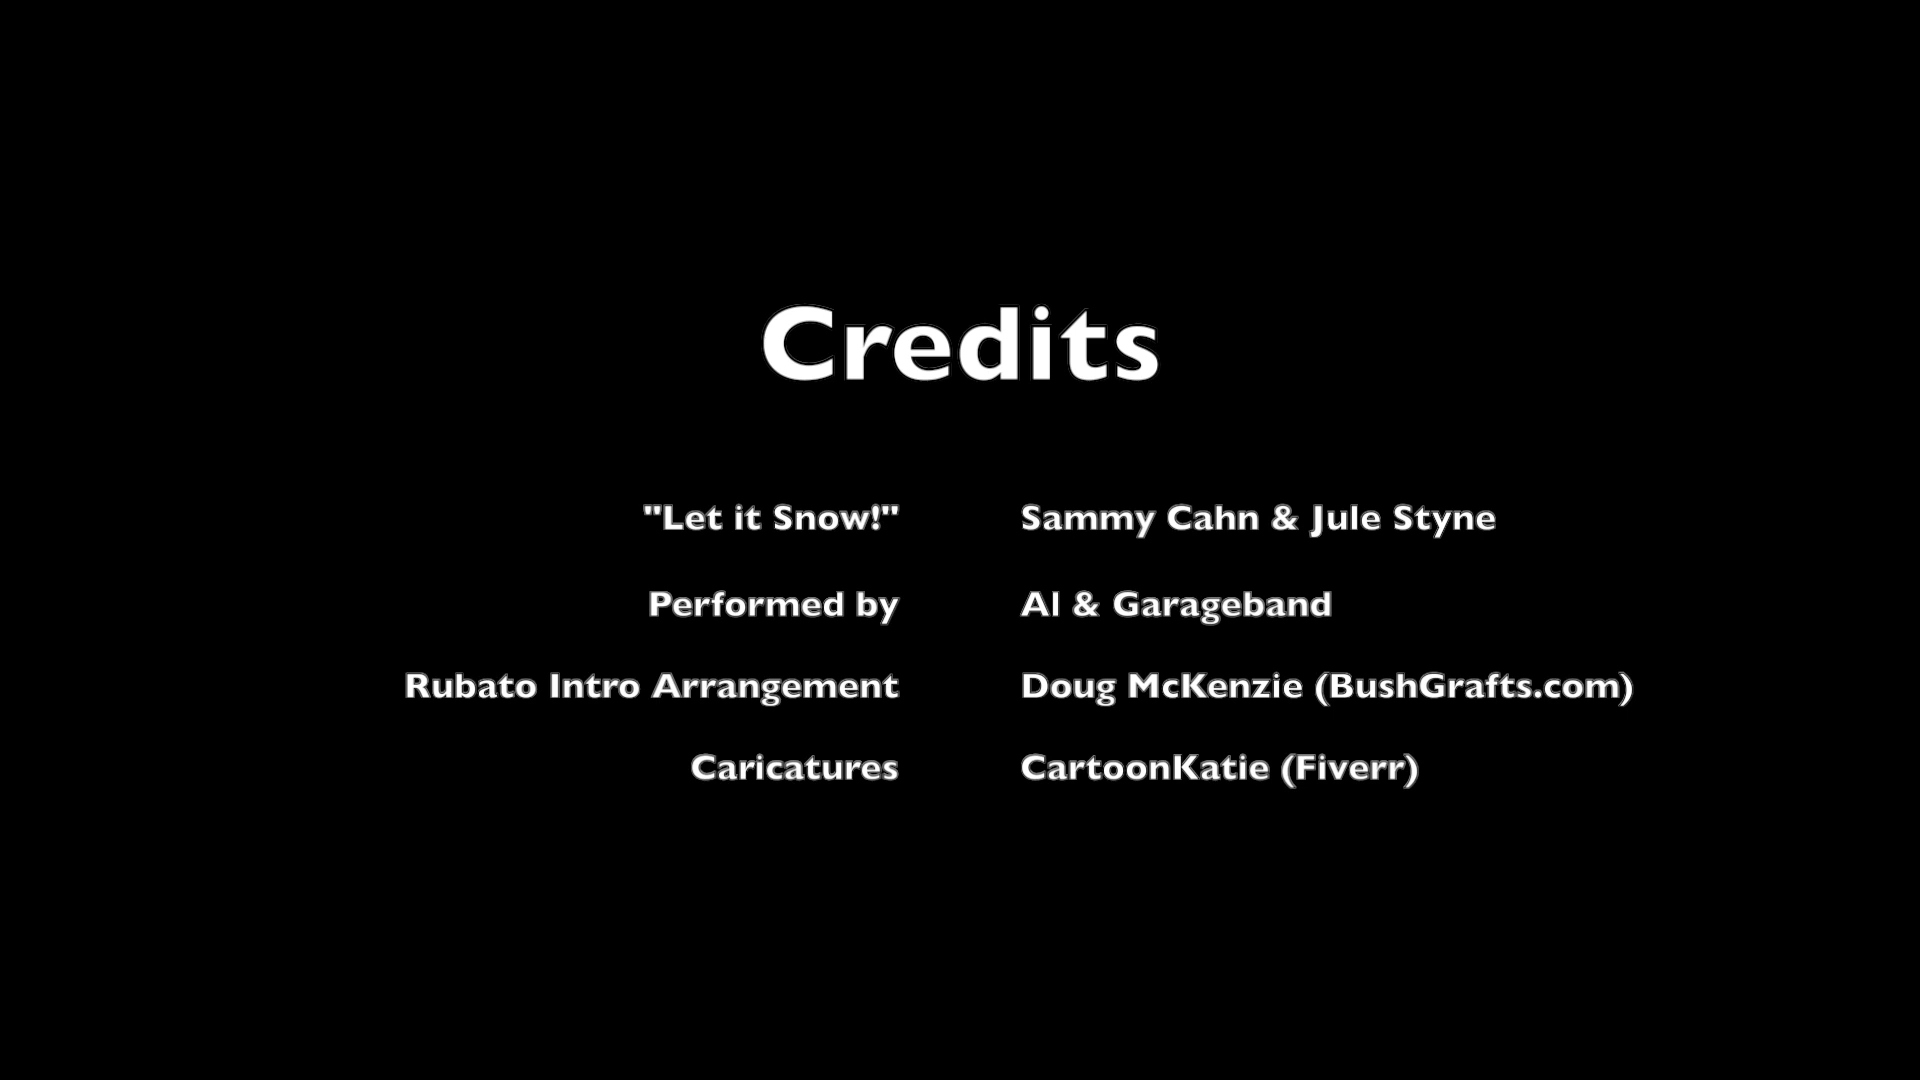 Credits
"Let it Snow!" Sammy Cahn & Jule Styne
Performed by Al & Garageband
Rubato Intro Arrangement Doug McKenzie (BushGrafts.com)
Caricatures CartoonKatie (Fiverr)